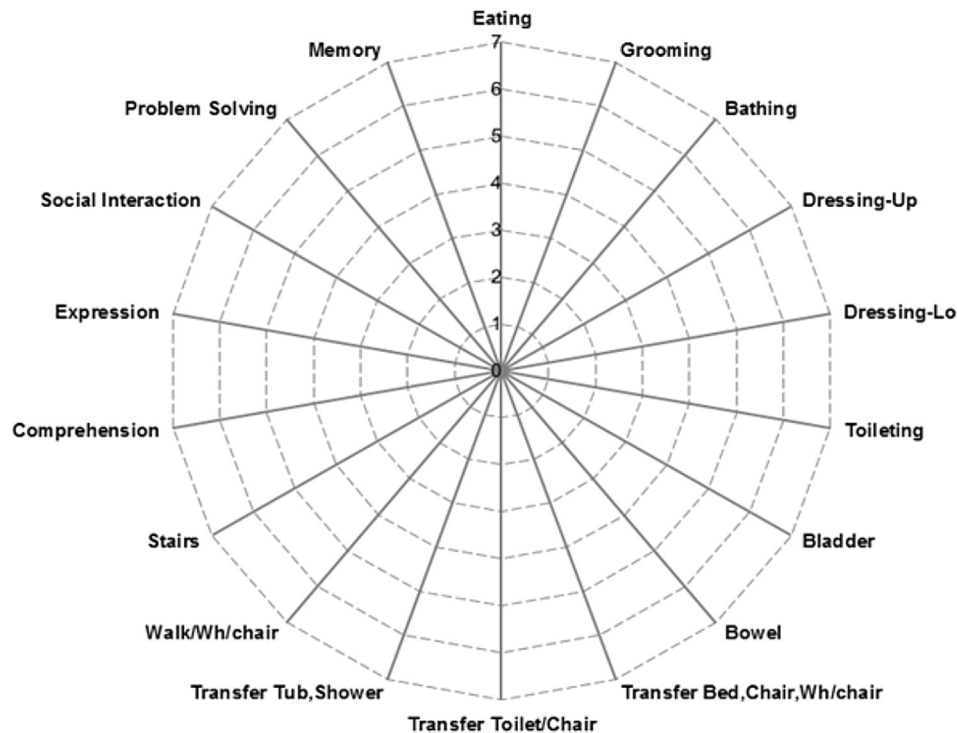 Eating
Memory
Grooming
Problem Solving
Bathing
Social Interaction
Dressing-Up
Expression
Dressing-Lo
Comprehension
Toileting
Stairs
Bladder
Walk/Wh/chair
Bowel
Transfer Tub,Shower
Transfer Bed,Chair,Wh/chair
Transfer Toilet/Chair
7
6
5
4
3
2
1
0